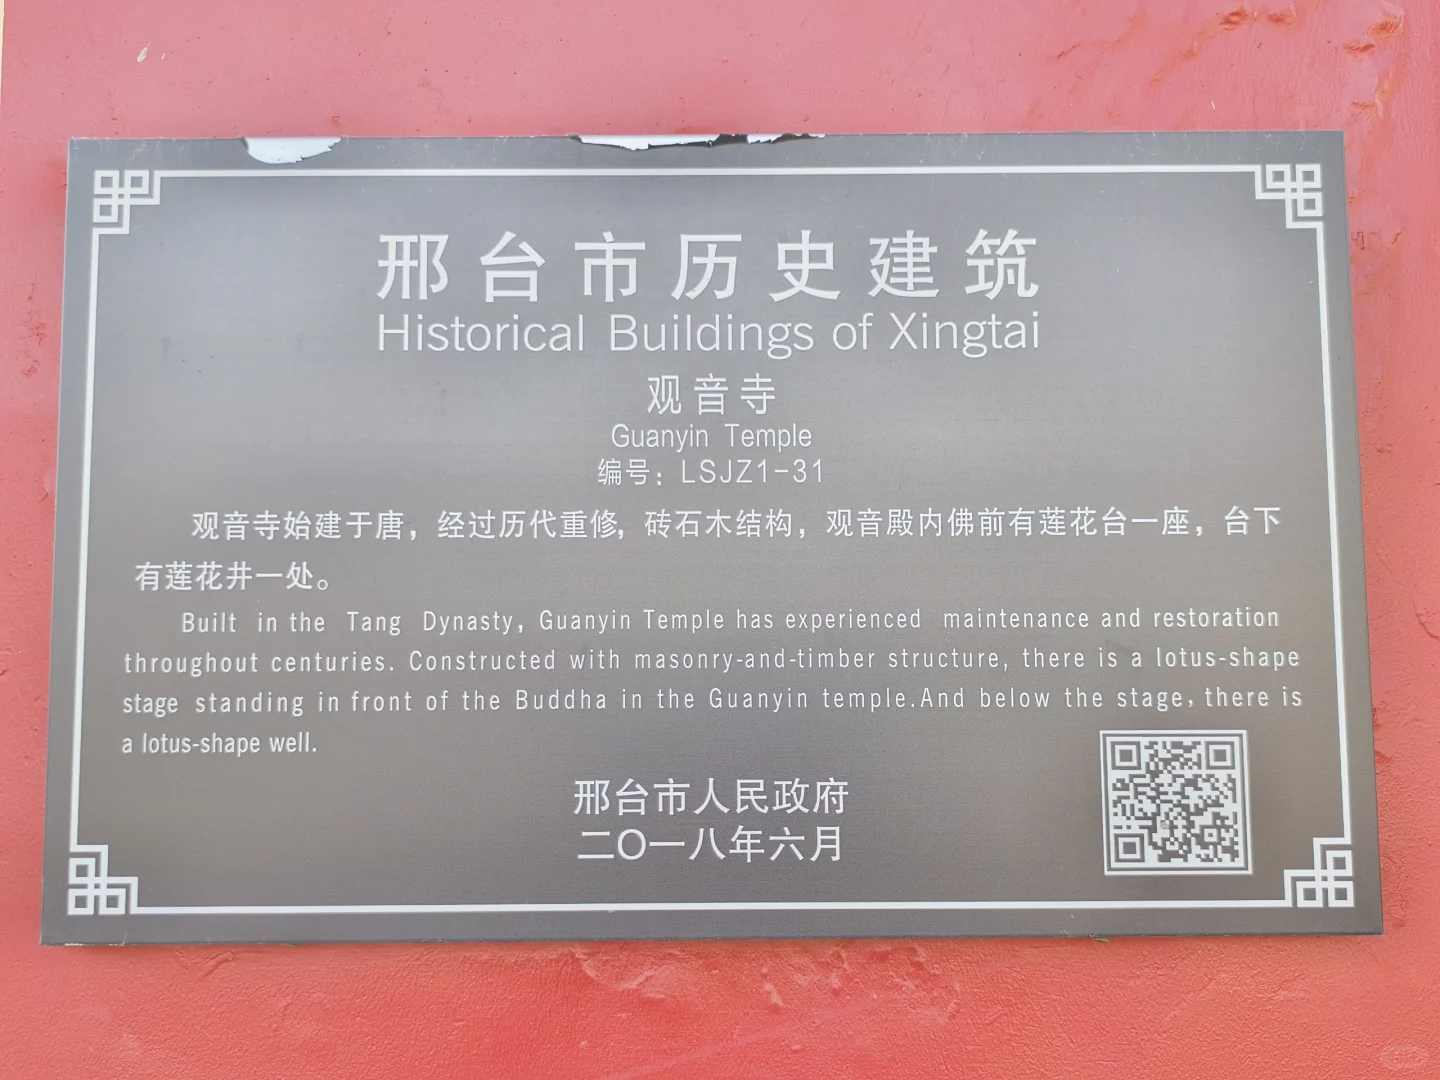 邢台市历史建筑
Historical Buildings of Xingtai
观音寺
Guanyin Temple
编号：LSJZ1-31
观音寺始建于唐，经过历代重修，砖石木结构，观音殿内佛前有莲花台一座，台下
有莲花井一处。
Built in the Tang Dynasty, Guanyin Temple has experienced maintenance and restoration
throughout centuries. Constructed with masonry-and-timber structure, there is a lotus-shape
stage standing in front of the Buddha in the Guanyin temple.And below the stage, there is
a lotus-shape well.
邢台市人民政府
二〇一八年六月